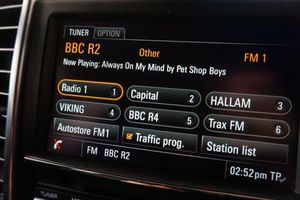 TUNER OPTION
BBC R2 Other FM 1
Now Playing: Always On My Mind by Pet Shop Boys
Radio 1 1 Capital 2 HALLAM 3
VIKING 4 BBC R4 5 Trax FM 6
Autostore FM1 Traffic prog. Station list
FM BBC R2 02:52pm TP
TUNER